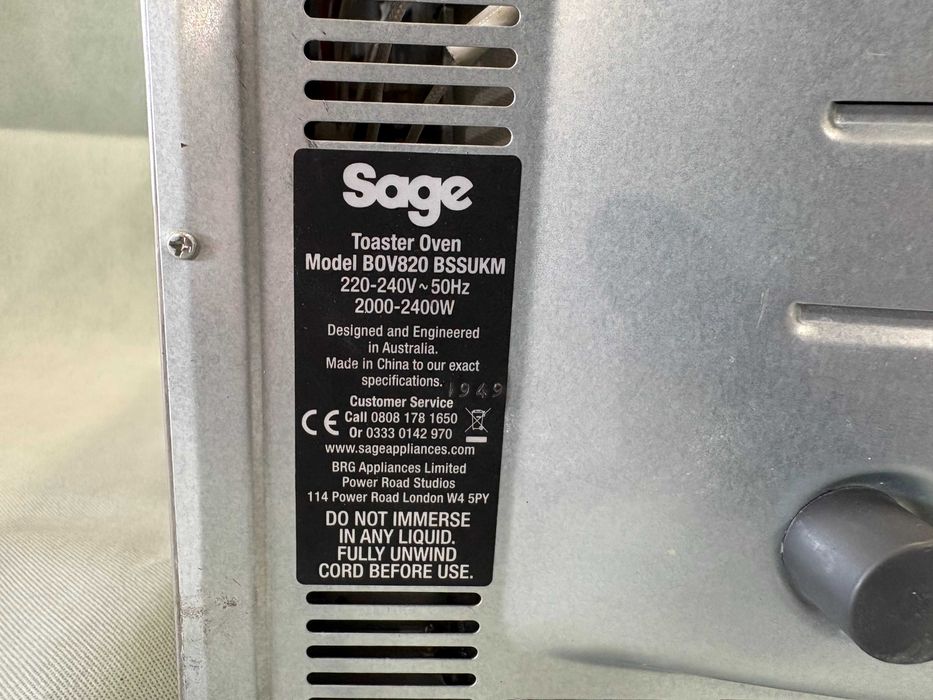 Sage
Toaster Oven
Model BOV820 BSSUKM
220-240V~50Hz
2000-2400W
Designed and Engineered
in Australia.
Made in China to our exact
specifications.
1949
Customer Service
CE Call 0808 178 1650
Or 0333 0142 970
www.sageappliances.com
BRG Appliances Limited
Power Road Studios
114 Power Road London W4 5PY
DO NOT IMMERSE
IN ANY LIQUID.
FULLY UNWIND
CORD BEFORE USE.